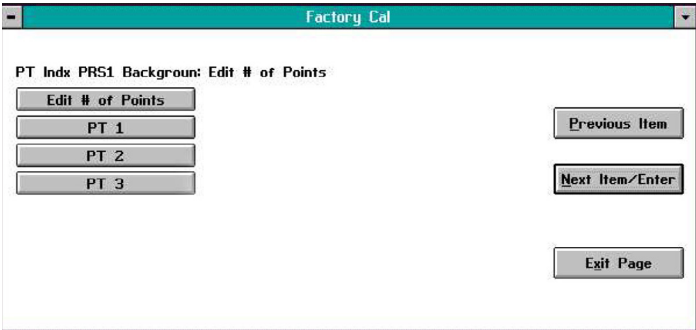 Factory Cal
PT Indx PRS1 Backgroun: Edit # of Points
Edit # of Points
PT 1
PT 2
PT 3
Previous Item
Next Item/Enter
Exit Page